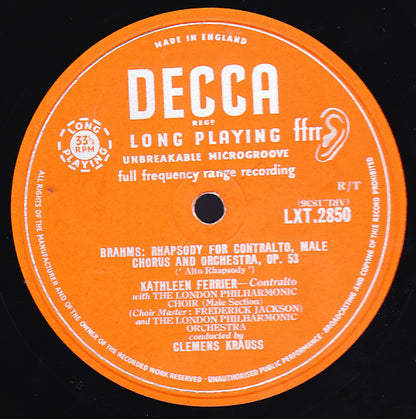 MADE IN ENGLAND
DECCA
REGD
LONG PLAYING
ffrr
UNBREAKABLE MICROGROOVE
full frequency range recording
LONG PLAYING
33⅓
RPM
R/T
(ARL.1536)
LXT.2850
BRAHMS: RHAPSODY FOR CONTRALTO, MALE
CHORUS AND ORCHESTRA, OP. 53
(' Alto Rhapsody ')
KATHLEEN FERRIER—Contralto
with THE LONDON PHILHARMONIC
CHOIR (Male Section)
(Choir Master : FREDERICK JACKSON)
and THE LONDON PHILHARMONIC
ORCHESTRA
conducted by
CLEMENS KRAUSS
ALL RIGHTS OF THE MANUFACTURER AND OF THE OWNER OF THE RECORDED WORK RESERVED · UNAUTHORISED PUBLIC PERFORMANCE, BROADCASTING AND COPYING OF THIS RECORD PROHIBITED